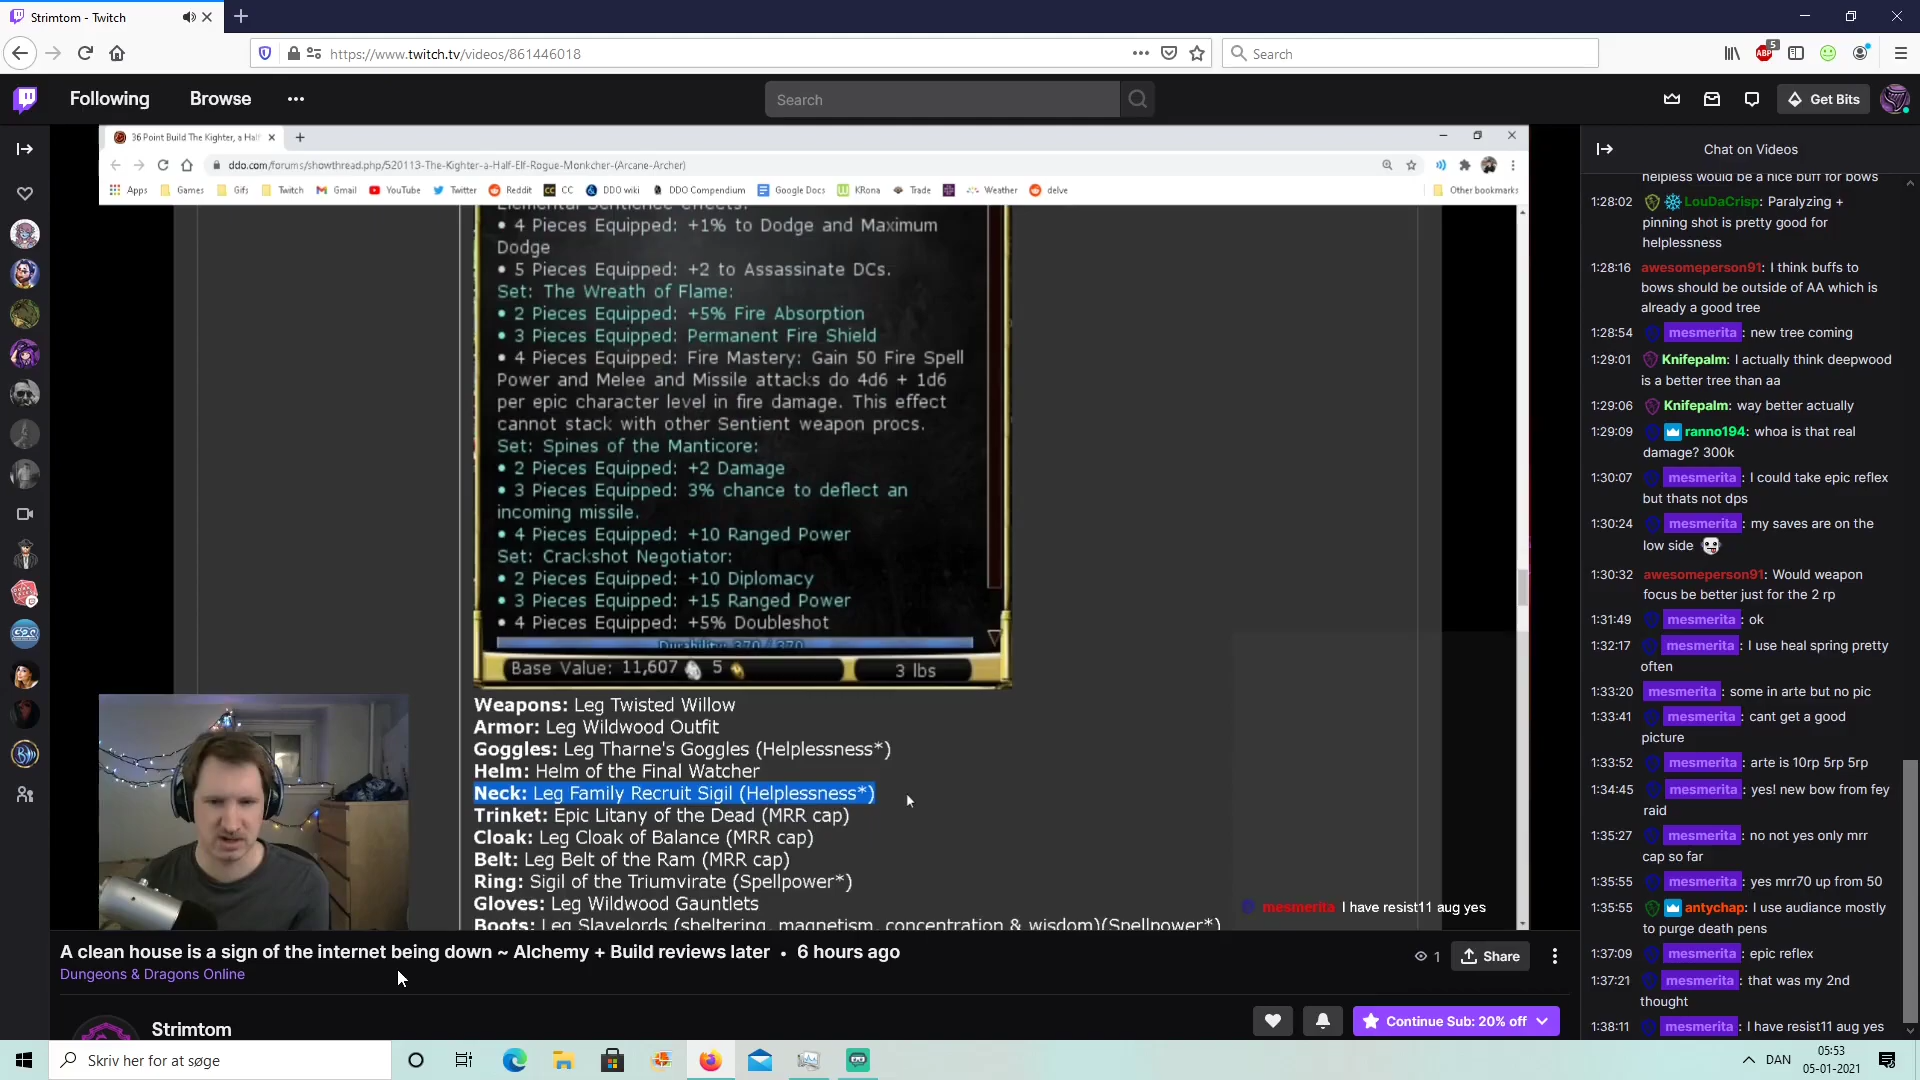 Strimtom - Twitch
https://www.twitch.tv/videos/861446018
Search
ABP
5
Following
Browse
Search
Get Bits
36 Point Build The Kighter, a Half
ddo.com/forums/showthread.php/520113-The-Kighter-a-Half-Elf-Rogue-Monkcher-(Arcane-Archer)
Apps
Games
Gifs
Twitch
Gmail
YouTube
Twitter
Reddit
CC
DDO wiki
DDO Compendium
Google Docs
KRona
Trade
Weather
delve
Other bookmarks
Elemental Sentience effects.
• 4 Pieces Equipped: +1% to Dodge and Maximum
Dodge
• 5 Pieces Equipped: +2 to Assassinate DCs.
Set: The Wreath of Flame:
• 2 Pieces Equipped: +5% Fire Absorption
• 3 Pieces Equipped: Permanent Fire Shield
• 4 Pieces Equipped: Fire Mastery: Gain 50 Fire Spell
Power and Melee and Missile attacks do 4d6 + 1d6
per epic character level in fire damage. This effect
cannot stack with other Sentient weapon procs.
Set: Spines of the Manticore:
• 2 Pieces Equipped: +2 Damage
• 3 Pieces Equipped: 3% chance to deflect an
incoming missile.
• 4 Pieces Equipped: +10 Ranged Power
Set: Crackshot Negotiator:
• 2 Pieces Equipped: +10 Diplomacy
• 3 Pieces Equipped: +15 Ranged Power
• 4 Pieces Equipped: +5% Doubleshot
Durability: 370 / 370
Base Value: 11,607 5
3 lbs
Weapons: Leg Twisted Willow
Armor: Leg Wildwood Outfit
Goggles: Leg Tharne's Goggles (Helplessness*)
Helm: Helm of the Final Watcher
Neck: Leg Family Recruit Sigil (Helplessness*)
Trinket: Epic Litany of the Dead (MRR cap)
Cloak: Leg Cloak of Balance (MRR cap)
Belt: Leg Belt of the Ram (MRR cap)
Ring: Sigil of the Triumvirate (Spellpower*)
Gloves: Leg Wildwood Gauntlets
Boots: Leg Slavelords (sheltering, magnetism, concentration & wisdom)(Spellpower*)
mesmerita I have resist11 aug yes
A clean house is a sign of the internet being down ~ Alchemy + Build reviews later • 6 hours ago
Dungeons & Dragons Online
1
Share
Strimtom
Continue Sub: 20% off
Chat on Videos
helpless would be a nice buff for bows
1:28:02 LouDaCrisp: Paralyzing +
pinning shot is pretty good for
helplessness
1:28:16 awesomeperson91: I think buffs to
bows should be outside of AA which is
already a good tree
1:28:54 mesmerita: new tree coming
1:29:01 Knifepalm: I actually think deepwood
is a better tree than aa
1:29:06 Knifepalm: way better actually
1:29:09 ranno194: whoa is that real
damage? 300k
1:30:07 mesmerita: I could take epic reflex
but thats not dps
1:30:24 mesmerita: my saves are on the
low side
1:30:32 awesomeperson91: Would weapon
focus be better just for the 2 rp
1:31:49 mesmerita: ok
1:32:17 mesmerita: I use heal spring pretty
often
1:33:20 mesmerita: some in arte but no pic
1:33:41 mesmerita: cant get a good
picture
1:33:52 mesmerita: arte is 10rp 5rp 5rp
1:34:45 mesmerita: yes! new bow from fey
raid
1:35:27 mesmerita: no not yes only mrr
cap so far
1:35:55 mesmerita: yes mrr70 up from 50
1:35:55 antychap: I use audiance mostly
to purge death pens
1:37:09 mesmerita: epic reflex
1:37:21 mesmerita: that was my 2nd
thought
1:38:11 mesmerita: I have resist11 aug yes
Skriv her for at søge
DAN
05:53
05-01-2021